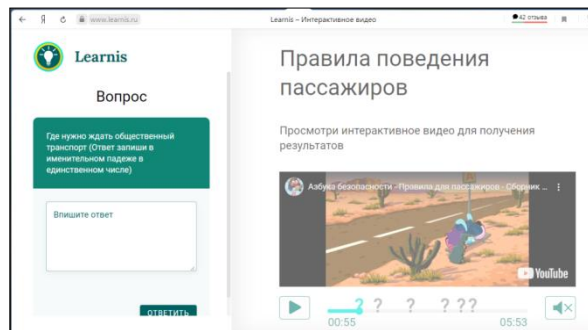 www.learnis.ru
Learnis – Интерактивное видео
42 отзыва
Learnis
Вопрос
Где нужно ждать общественный
транспорт (Ответ запиши в
именительном падеже в
единственном числе)
Впишите ответ
ОТВЕТИТЬ
Правила поведения
пассажиров
Просмотри интерактивное видео для получения
результатов
Азбука безопасности - Правила для пассажиров - Сборник ...
YouTube
? ? ? ? ? ?
00:55
05:53